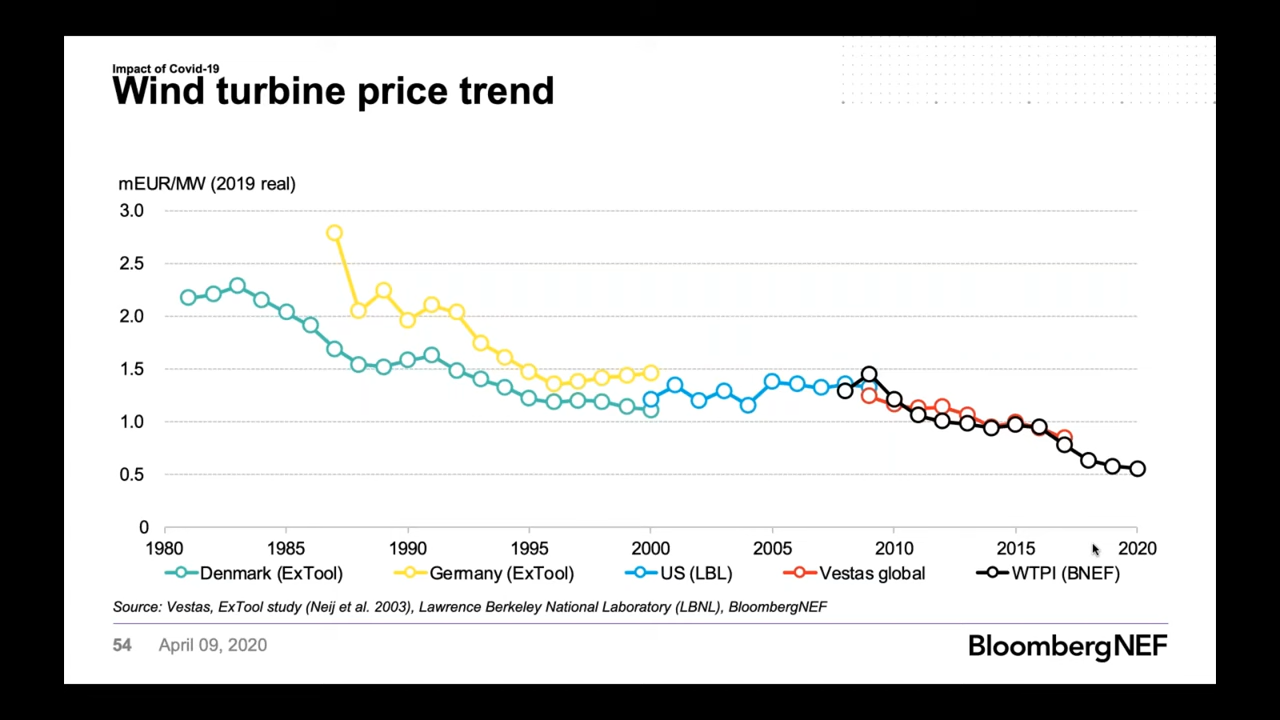 Impact of Covid-19
Wind turbine price trend
mEUR/MW (2019 real)
3.0
2.5
2.0
1.5
1.0
0.5
0
1980 1985 1990 1995 2000 2005 2010 2015 2020
Denmark (ExTool) Germany (ExTool) US (LBL) Vestas global WTPI (BNEF)
Source: Vestas, ExTool study (Neij et al. 2003), Lawrence Berkeley National Laboratory (LBNL), BloombergNEF
54 April 09, 2020 BloombergNEF